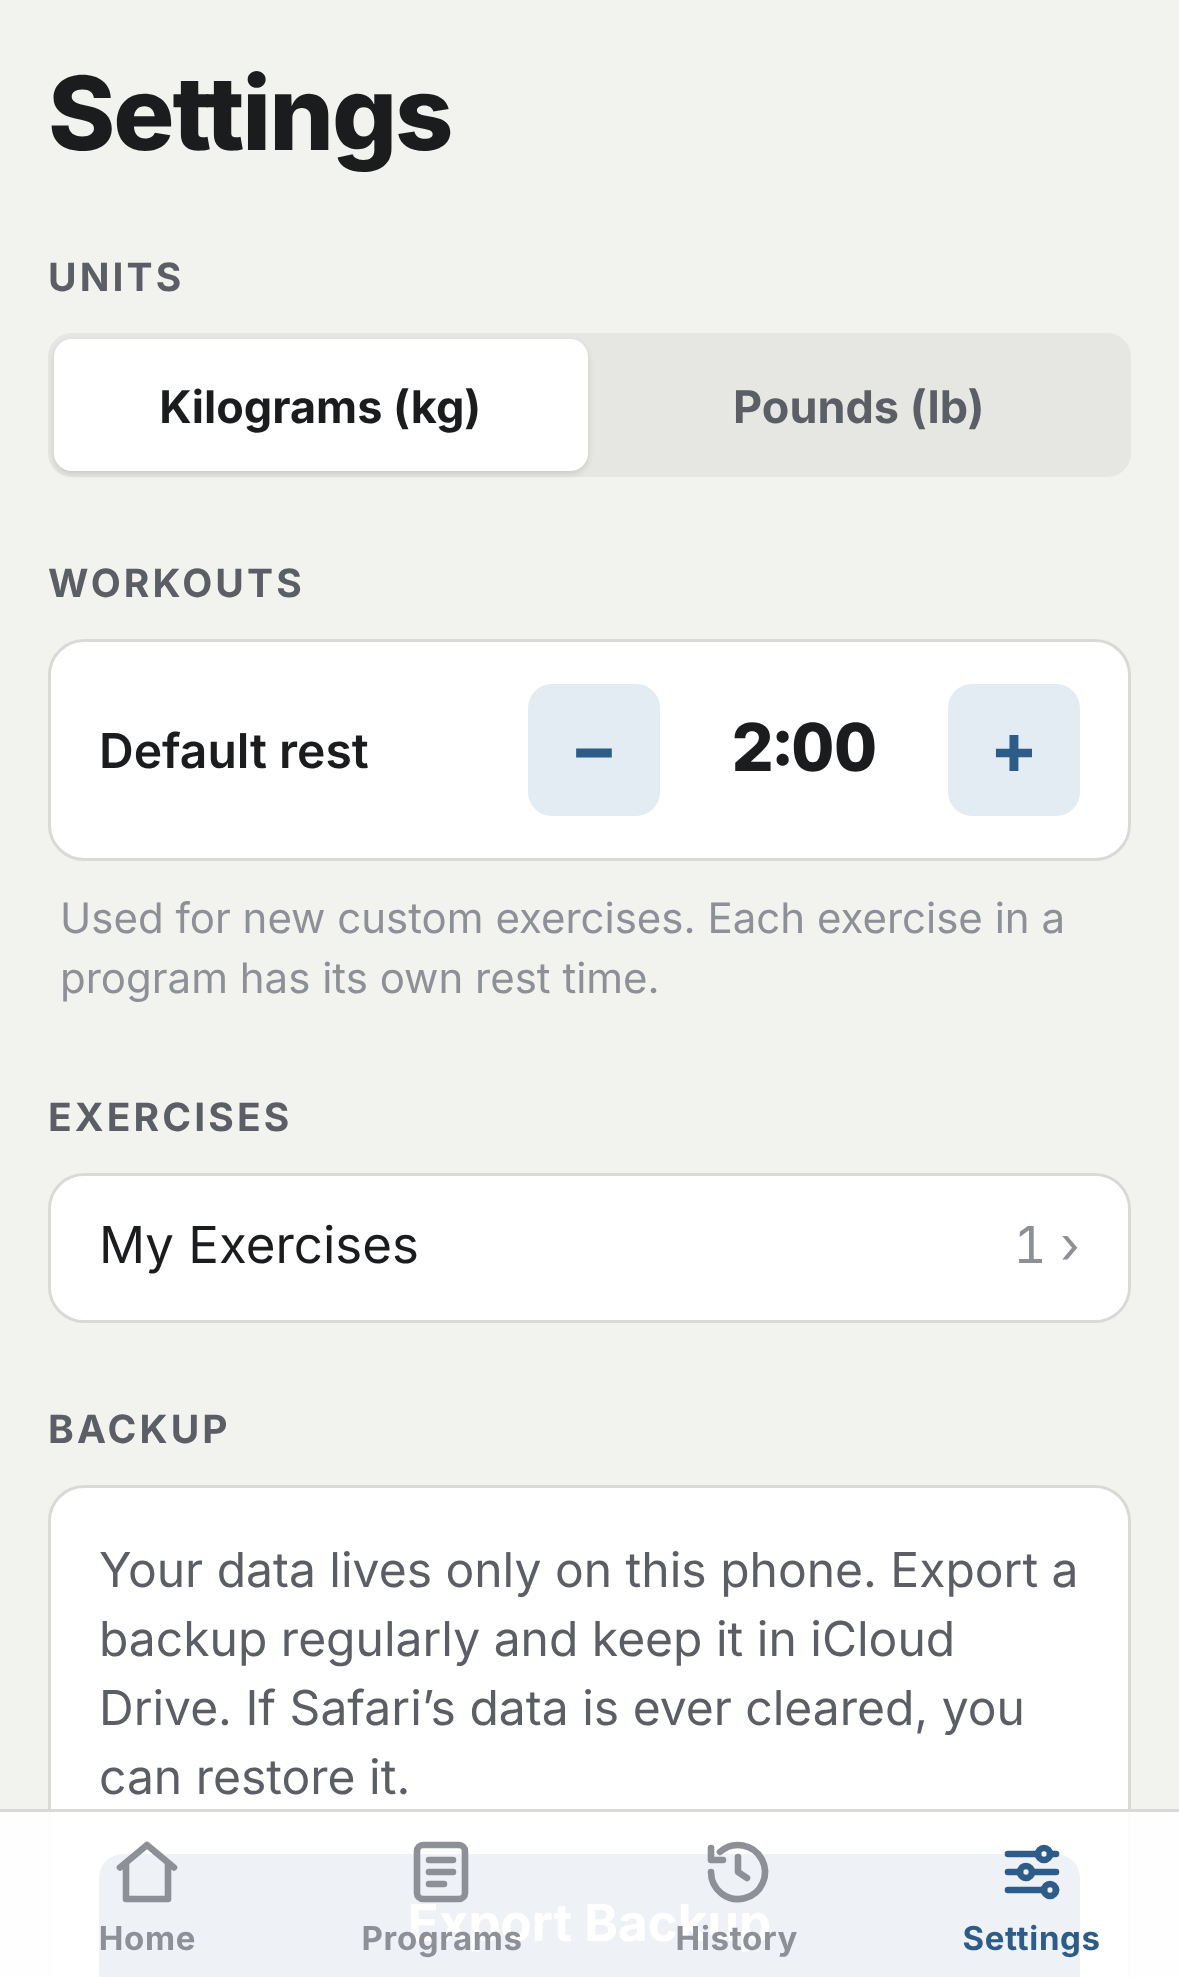 Settings
UNITS
Kilograms (kg) Pounds (lb)
WORKOUTS
Default rest − 2:00 +
Used for new custom exercises. Each exercise in a
program has its own rest time.
EXERCISES
My Exercises 1 ›
BACKUP
Your data lives only on this phone. Export a
backup regularly and keep it in iCloud
Drive. If Safari’s data is ever cleared, you
can restore it.
Export Backup
Home Programs History Settings